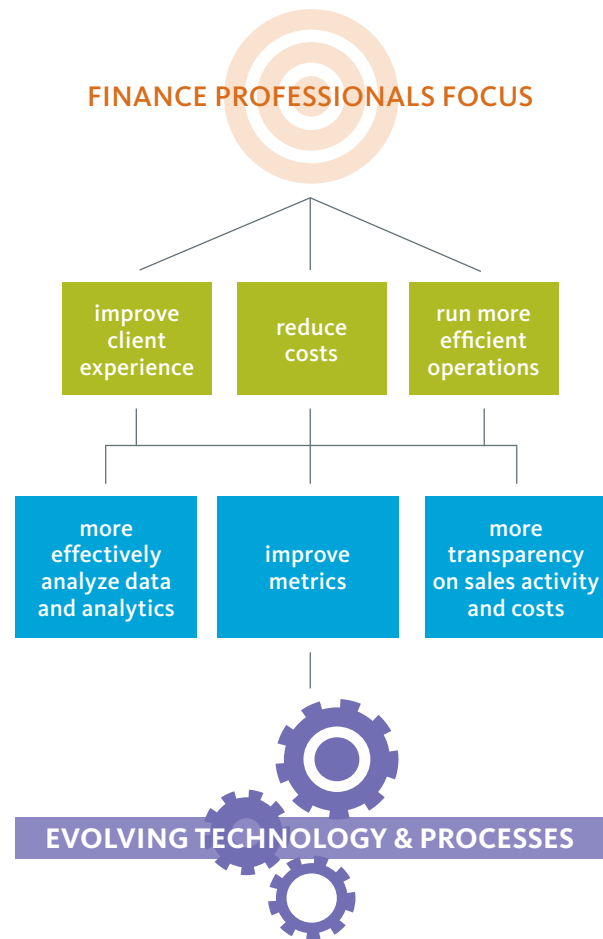 FINANCE PROFESSIONALS FOCUS
improve
client
experience
reduce
costs
run more
efficient
operations
more
effectively
analyze data
and analytics
improve
metrics
more
transparency
on sales activity
and costs
EVOLVING TECHNOLOGY & PROCESSES